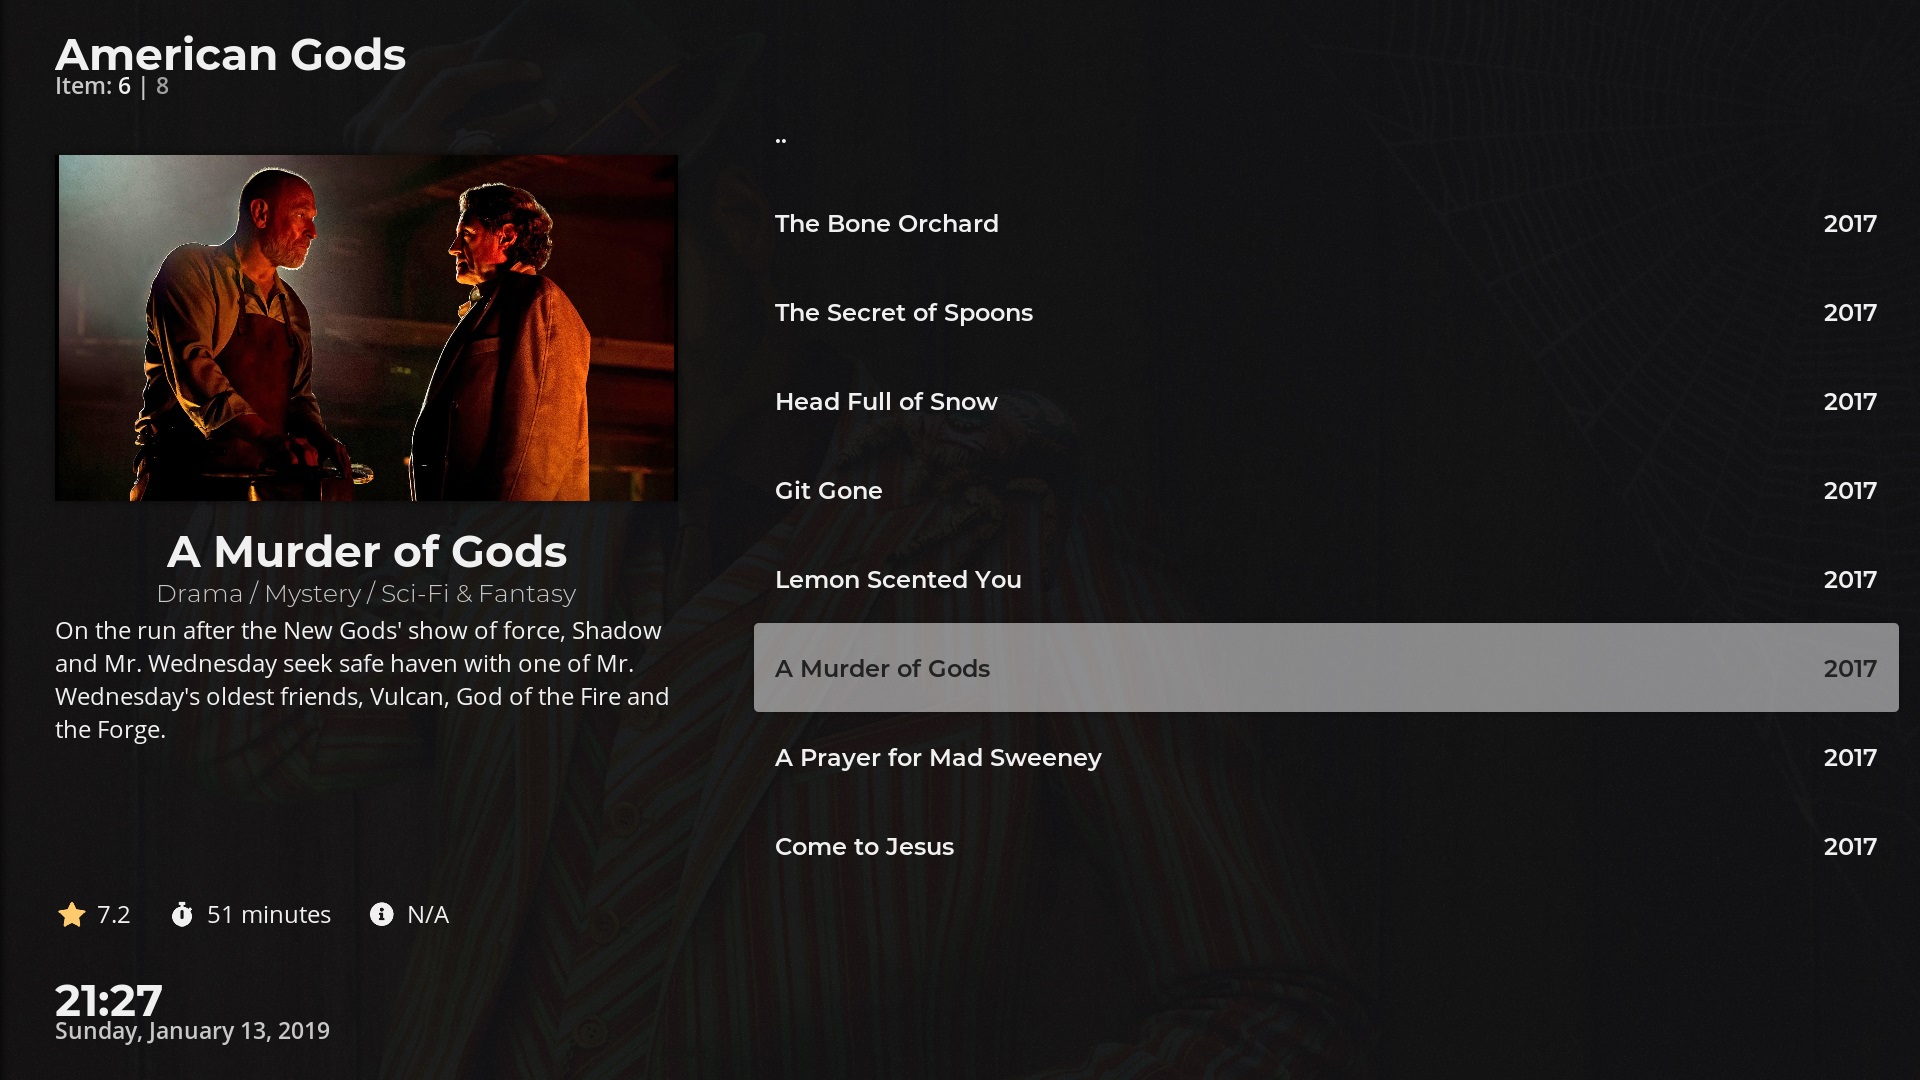 American Gods
Item: 6 | 8
..
The Bone Orchard 2017
The Secret of Spoons 2017
Head Full of Snow 2017
Git Gone 2017
Lemon Scented You 2017
A Murder of Gods 2017
A Prayer for Mad Sweeney 2017
Come to Jesus 2017
A Murder of Gods
Drama / Mystery / Sci-Fi & Fantasy
On the run after the New Gods' show of force, Shadow
and Mr. Wednesday seek safe haven with one of Mr.
Wednesday's oldest friends, Vulcan, God of the Fire and
the Forge.
7.2 51 minutes N/A
21:27
Sunday, January 13, 2019